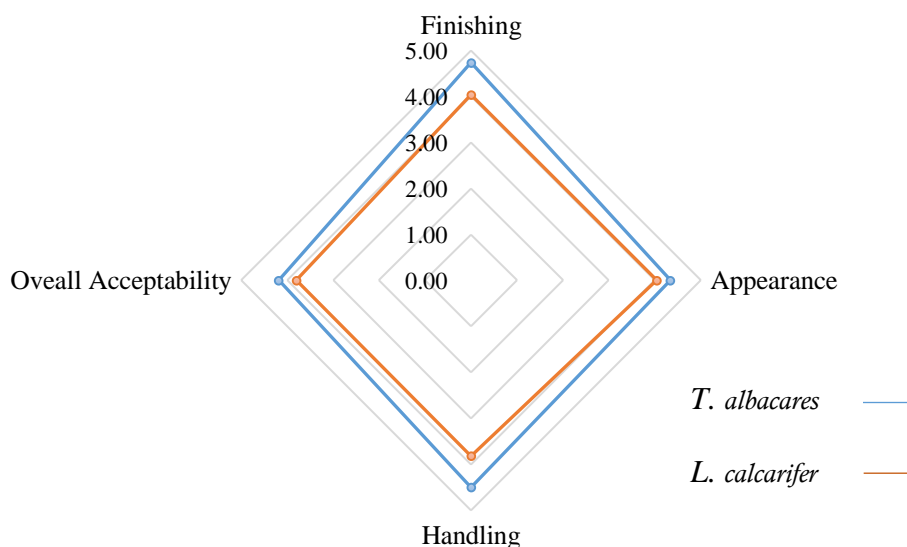 Finishing
5.00
4.00
3.00
2.00
1.00
0.00
Oveall Acceptability
Appearance
T. albacares
L. calcarifer
Handling